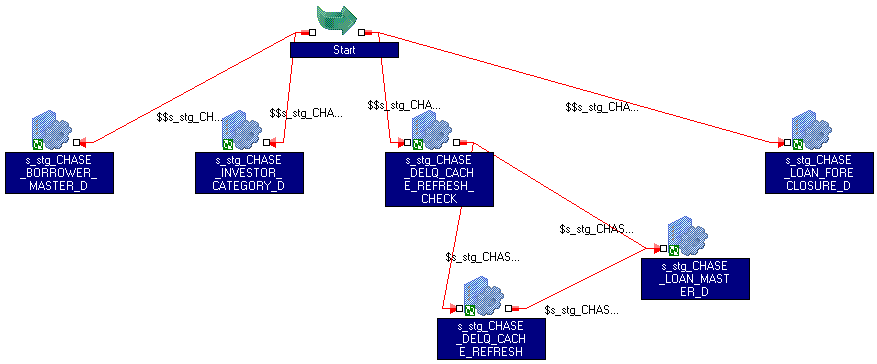 Start
$$s_stg_CH...
$$s_stg_CHA...
$$s_stg_CHA...
$$s_stg_CHA...
s_stg_CHASE
_BORROWER_
MASTER_D
s_stg_CHASE
_INVESTOR_
CATEGORY_D
s_stg_CHASE
_DELQ_CACH
E_REFRESH_
CHECK
s_stg_CHASE
_LOAN_FORE
CLOSURE_D
$s_stg_CHAS...
$s_stg_CHAS...
s_stg_CHASE
_LOAN_MAST
ER_D
$s_stg_CHAS...
s_stg_CHASE
_DELQ_CACH
E_REFRESH